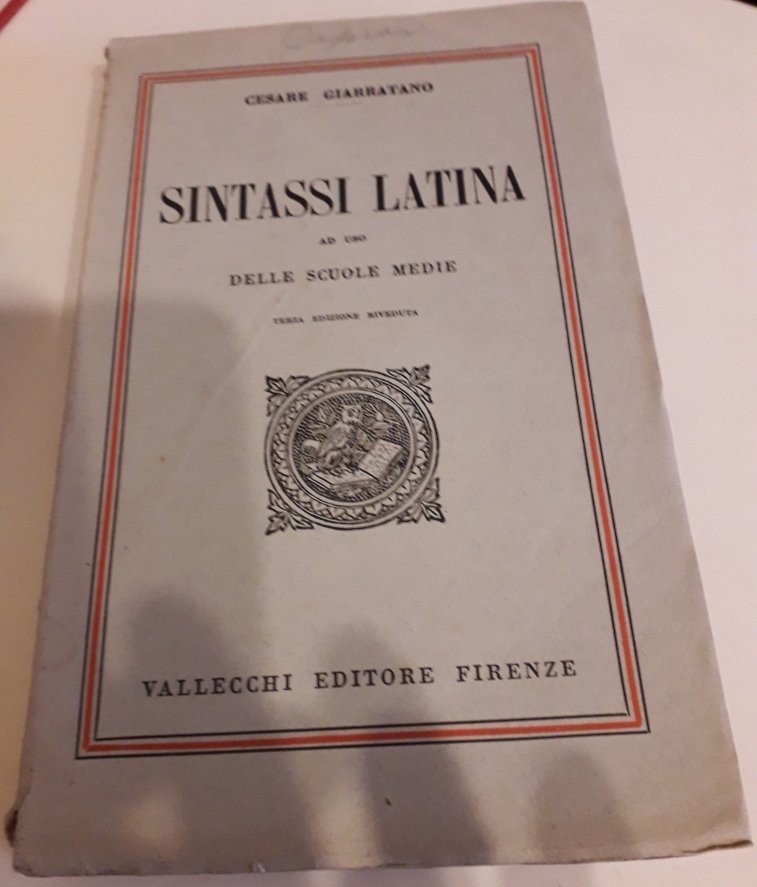 CESARE GIARRATANO
SINTASSI LATINA
AD USO
DELLE SCUOLE MEDIE
TERZA EDIZIONE RIVEDUTA
VALLECCHI EDITORE FIRENZE